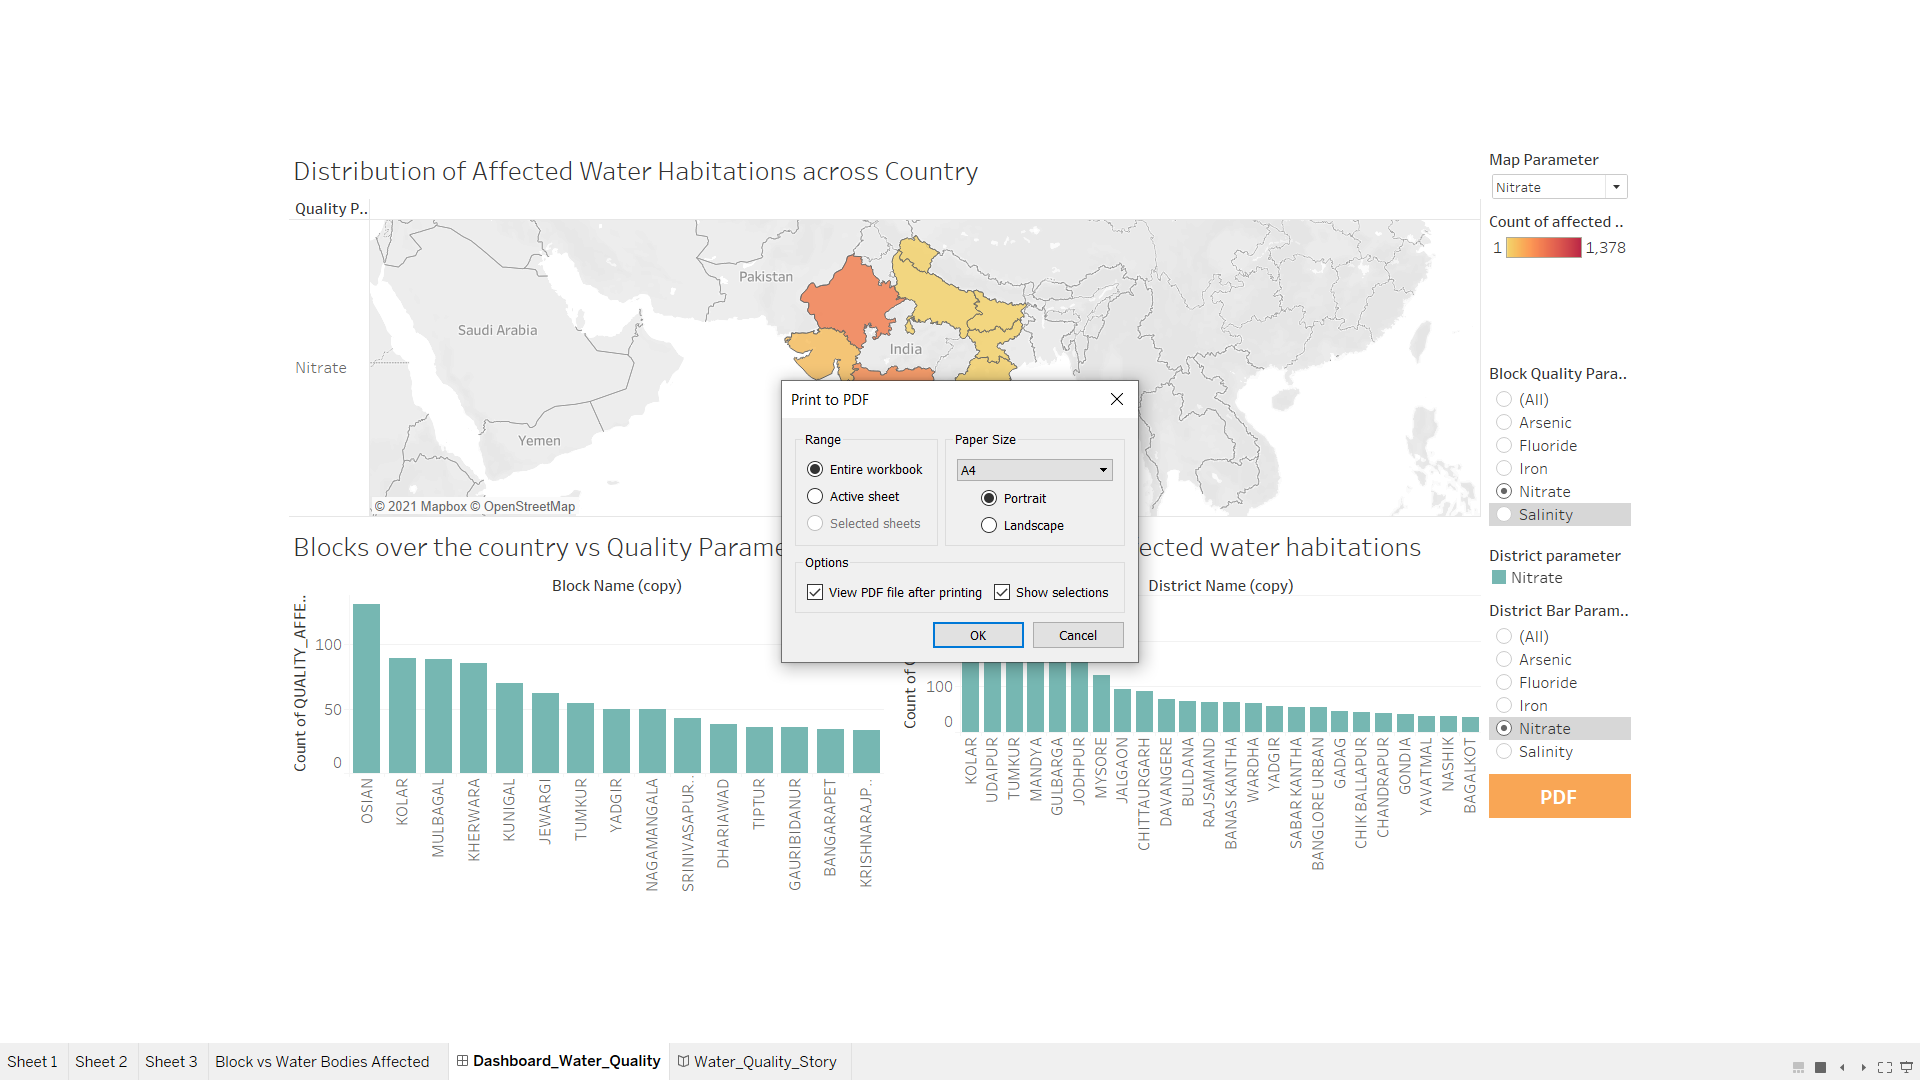 Distribution of Affected Water Habitations across Country
Quality P..
Nitrate
Pakistan
Saudi Arabia
India
Yemen
© 2021 Mapbox © OpenStreetMap
Map Parameter
Nitrate
Count of affected ..
1 1,378
Block Quality Para..
(All)
Arsenic
Fluoride
Iron
Nitrate
Salinity
District parameter
Nitrate
District Bar Param..
(All)
Arsenic
Fluoride
Iron
Nitrate
Salinity
PDF
Print to PDF
Range
Entire workbook
Active sheet
Selected sheets
Paper Size
A4
Portrait
Landscape
Options
View PDF file after printing
Show selections
OK
Cancel
Blocks over the country vs Quality Parame
Block Name (copy)
Count of QUALITY_AFFE..
100
50
0
OSIAN
KOLAR
MULBAGAL
KHERWARA
KUNIGAL
JEWARGI
TUMKUR
YADGIR
NAGAMANGALA
SRINIVASAPUR..
DHARIAWAD
TIPTUR
GAURIBIDANUR
BANGARAPET
KRISHNARAJP..
ected water habitations
District Name (copy)
Count of
100
0
KOLAR
UDAIPUR
TUMKUR
MANDYA
GULBARGA
JODHPUR
MYSORE
JALGAON
CHITTAURGARH
DAVANGERE
BULDANA
RAJSAMAND
BANAS KANTHA
WARDHA
YADGIR
SABAR KANTHA
BANGLORE URBAN
GADAG
CHIK BALLAPUR
CHANDRAPUR
GONDIA
YAVATMAL
NASHIK
BAGALKOT
Sheet 1
Sheet 2
Sheet 3
Block vs Water Bodies Affected
Dashboard_Water_Quality
Water_Quality_Story